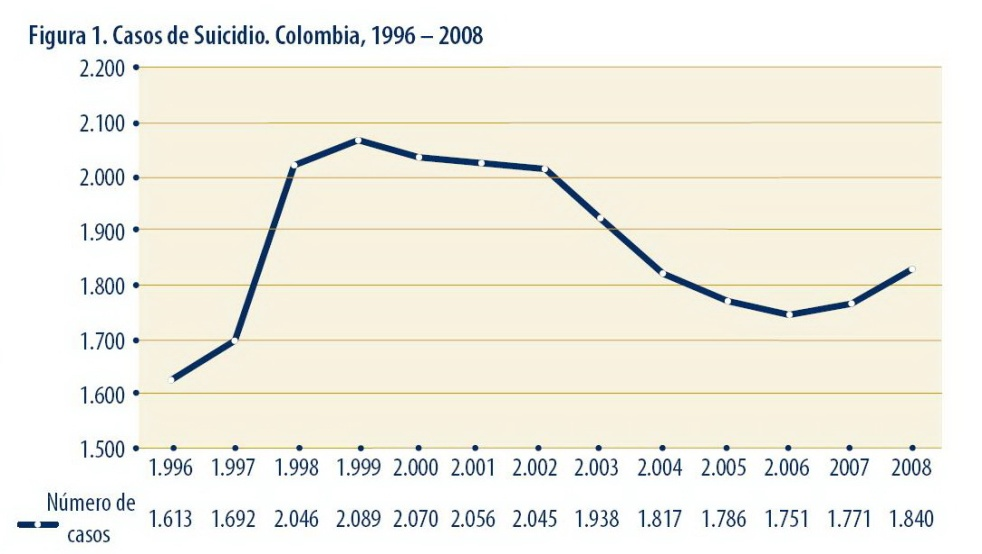 Figura 1. Casos de Suicidio. Colombia, 1996 – 2008
2.200
2.100
2.000
1.900
1.800
1.700
1.600
1.500
1.996 1.997 1.998 1.999 2.000 2.001 2.002 2.003 2.004 2.005 2.006 2007 2008
Número de
casos
1.613 1.692 2.046 2.089 2.070 2.056 2.045 1.938 1.817 1.786 1.751 1.771 1.840